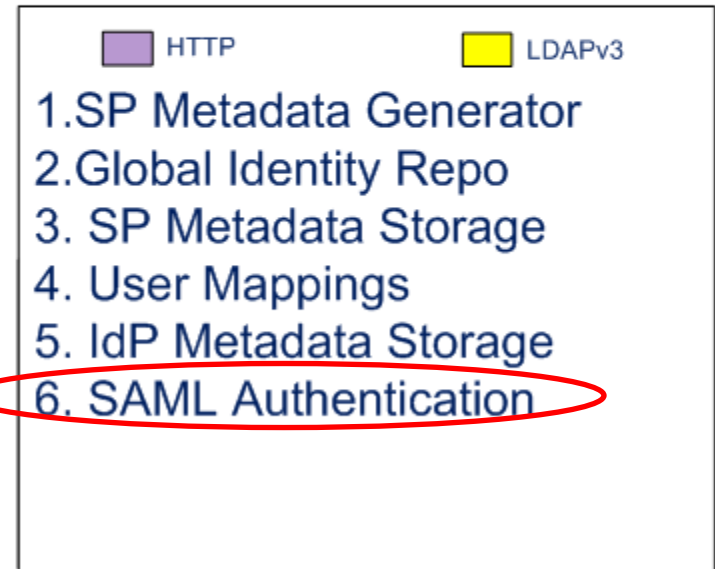 HTTP LDAPv3
1.SP Metadata Generator
2.Global Identity Repo
3. SP Metadata Storage
4. User Mappings
5. IdP Metadata Storage
6. SAML Authentication